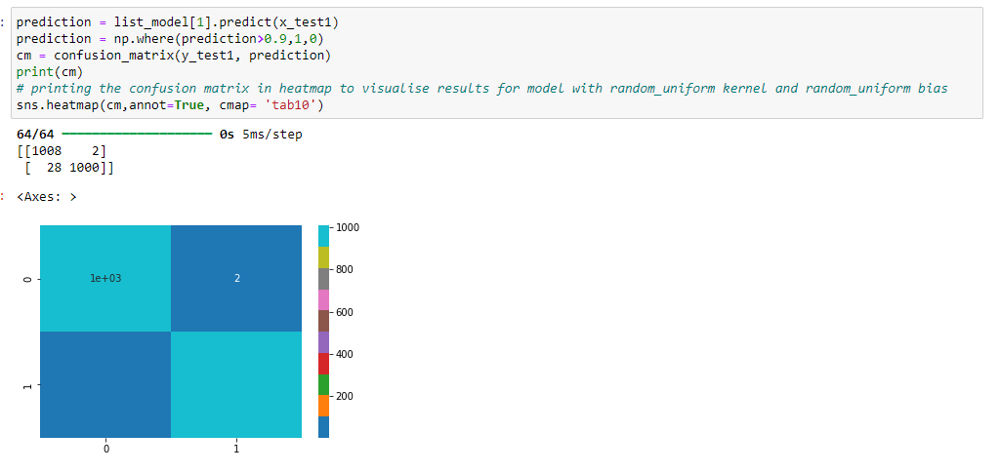 :
prediction = list_model[1].predict(x_test1)
prediction = np.where(prediction>0.9,1,0)
cm = confusion_matrix(y_test1, prediction)
print(cm)
# printing the confusion matrix in heatmap to visualise results for model with random_uniform kernel and random_uniform bias
sns.heatmap(cm,annot=True, cmap= 'tab10')
64/64 ━━━━━━━━━━━━━━━━━━━━ 0s 5ms/step
[[1008    2]
 [  28 1000]]
:
<Axes: >
1000
1e+03 2
0
800
600
400
1
200
0 1